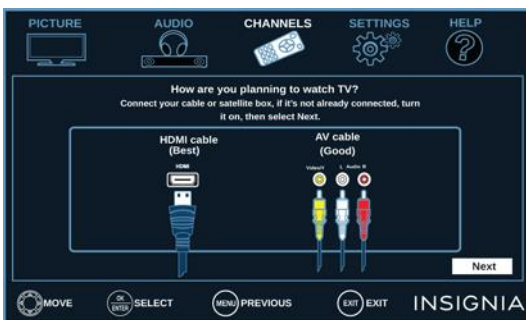 PICTURE AUDIO CHANNELS SETTINGS HELP
How are you planning to watch TV?
Connect your cable or satellite box, if it's not already connected, turn
it on, then select Next.
HDMI cable
(Best)
AV cable
(Good)
HDMI
Video/Y L Audio R
Next
MOVE OK ENTER SELECT MENU PREVIOUS EXIT EXIT INSIGNIA